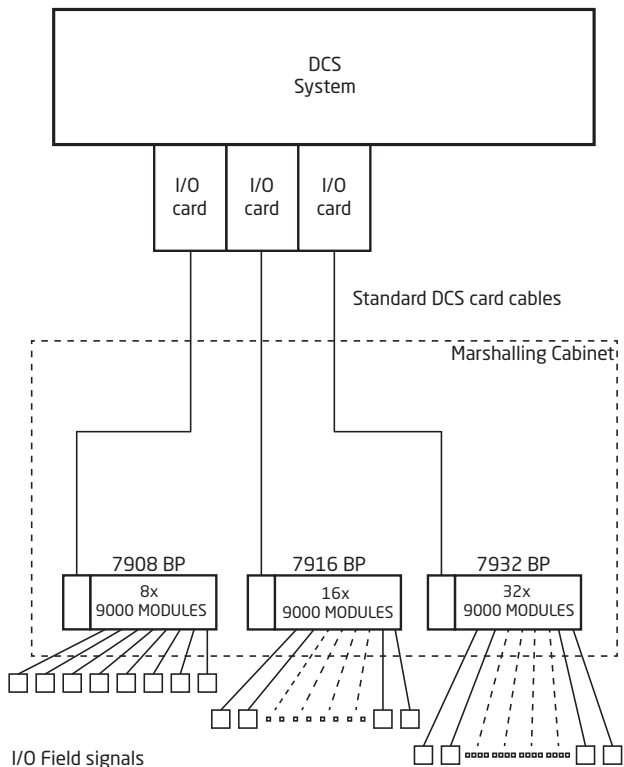 DCS
System
I/O
card
I/O
card
I/O
card
Standard DCS card cables
Marshalling Cabinet
7908 BP
8x
9000 MODULES
7916 BP
16x
9000 MODULES
7932 BP
32x
9000 MODULES
I/O Field signals